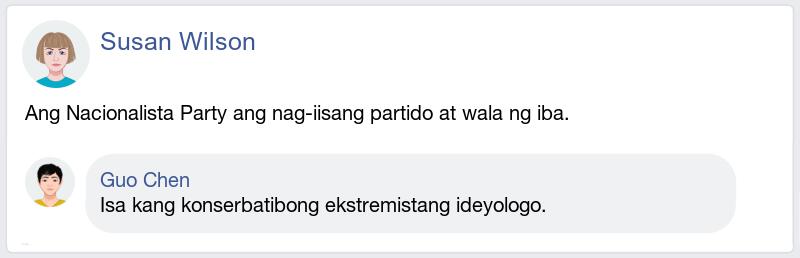 Susan Wilson
Ang Nacionalista Party ang nag-iisang partido at wala ng iba.
Guo Chen
Isa kang konserbatibong ekstremistang ideyologo.